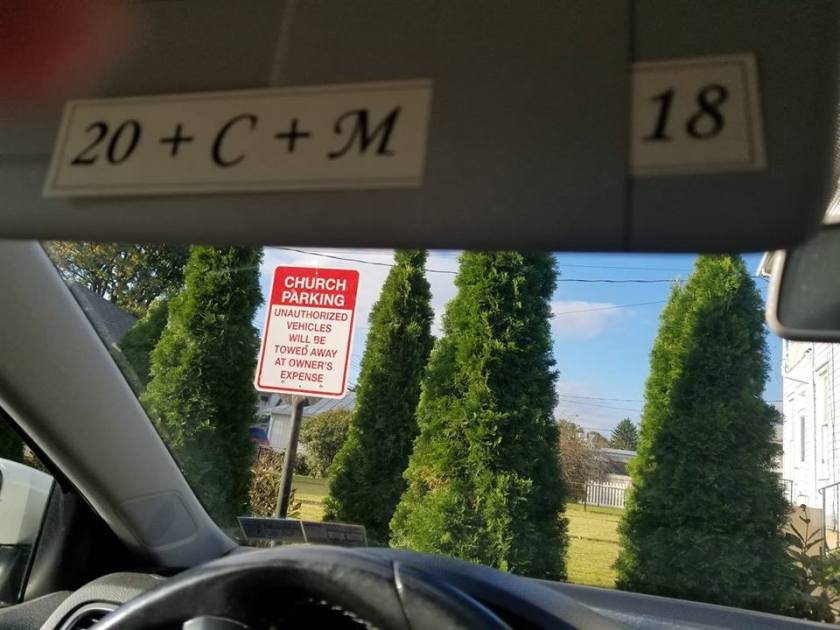 20 + C + M
18
CHURCH
PARKING
UNAUTHORIZED
VEHICLES
WILL BE
TOWED AWAY
AT OWNER'S
EXPENSE